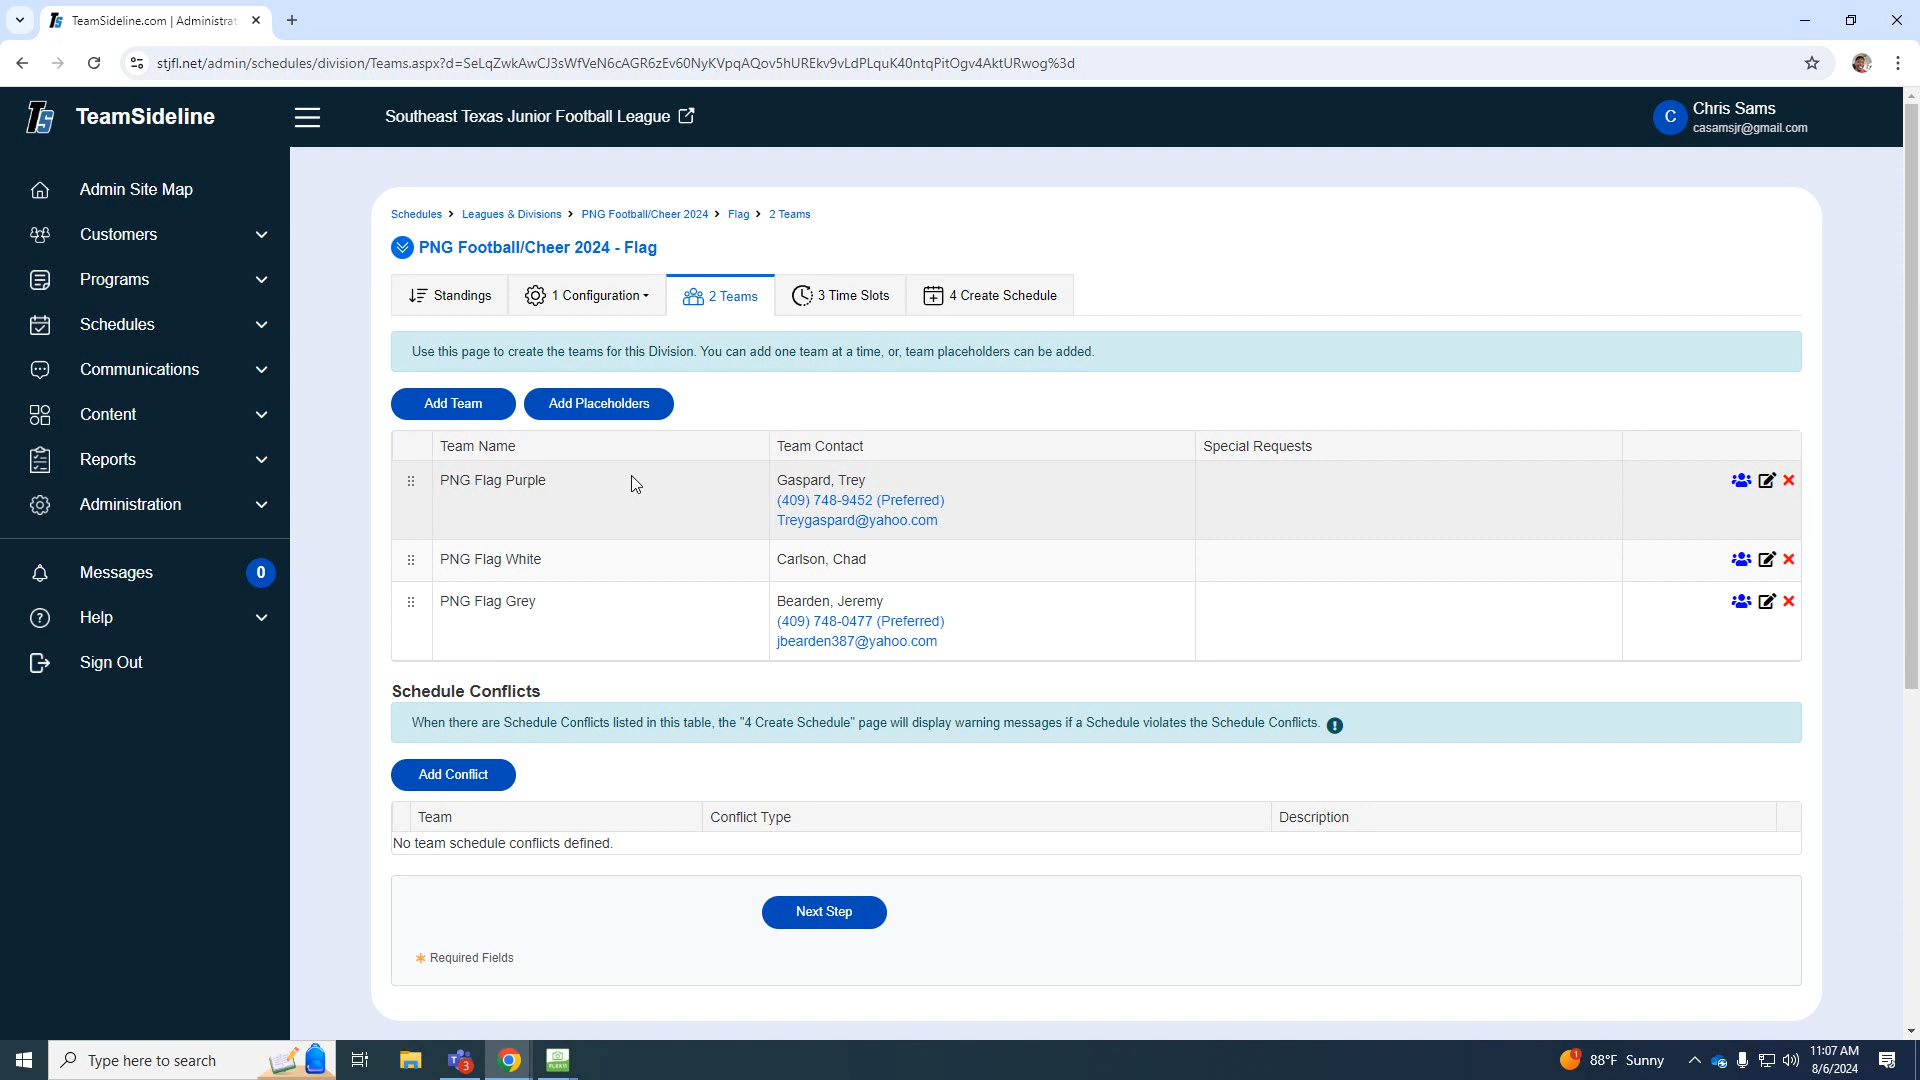 TeamSideline.com | Administrat
stjfl.net/admin/schedules/division/Teams.aspx?d=SeLqZwkAwCJ3sWfVeN6cAGR6zEv60NyKVpqAQov5hUREkv9vLdPLquK40ntqPitOgv4AktURwog%3d
TS TeamSideline
Southeast Texas Junior Football League
C
Chris Sams
casamsjr@gmail.com
Admin Site Map
Customers
Programs
Schedules
Communications
Content
Reports
Administration
Messages 0
Help
Sign Out
Schedules > Leagues & Divisions > PNG Football/Cheer 2024 > Flag > 2 Teams
PNG Football/Cheer 2024 - Flag
Standings 1 Configuration 2 Teams 3 Time Slots 4 Create Schedule
Use this page to create the teams for this Division. You can add one team at a time, or, team placeholders can be added.
Add Team Add Placeholders
Team Name Team Contact Special Requests
PNG Flag Purple Gaspard, Trey
(409) 748-9452 (Preferred)
Treygaspard@yahoo.com
PNG Flag White Carlson, Chad
PNG Flag Grey Bearden, Jeremy
(409) 748-0477 (Preferred)
jbearden387@yahoo.com
Schedule Conflicts
When there are Schedule Conflicts listed in this table, the "4 Create Schedule" page will display warning messages if a Schedule violates the Schedule Conflicts.
Add Conflict
Team Conflict Type Description
No team schedule conflicts defined.
Next Step
* Required Fields
Type here to search
3
1
88°F Sunny
11:07 AM
8/6/2024